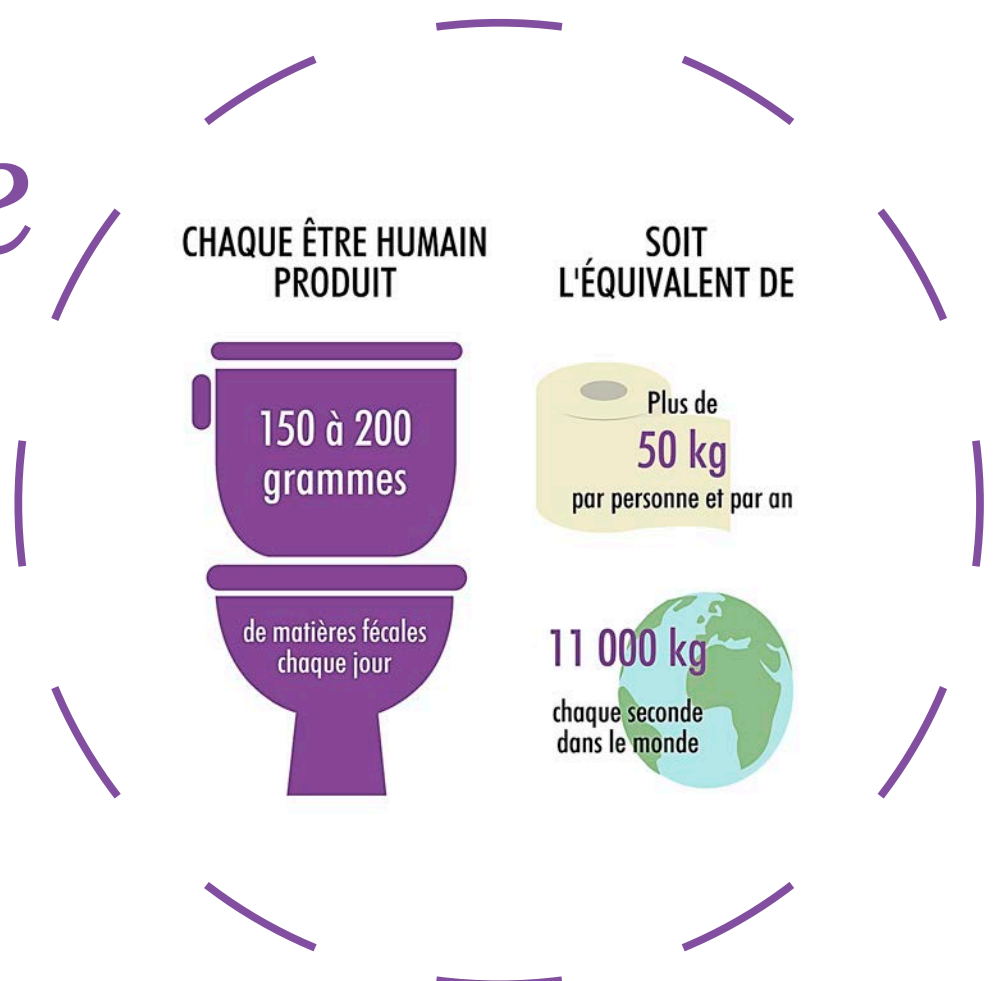 e
CHAQUE ÊTRE HUMAIN
PRODUIT
150 à 200
grammes
de matières fécales
chaque jour
SOIT
L'ÉQUIVALENT DE
Plus de
50 kg
par personne et par an
11 000 kg
chaque seconde
dans le monde